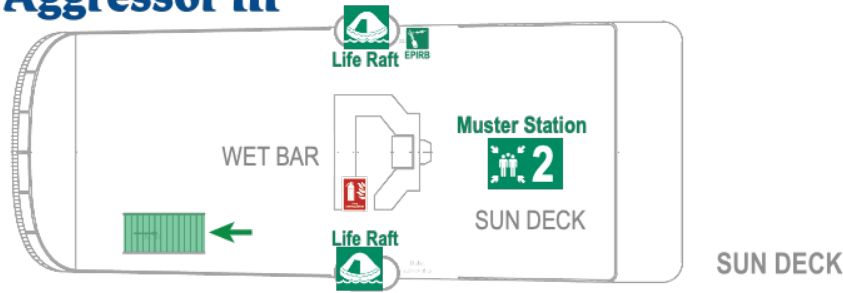 Aggressor III
Life Raft
EPIRB
Muster Station
2
WET BAR
SUN DECK
Life Raft
SUN DECK